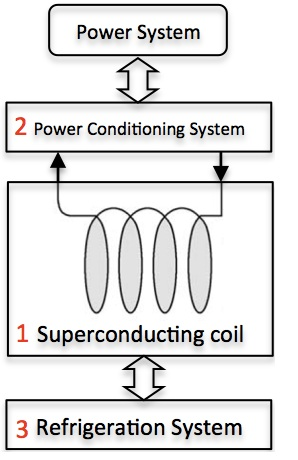 Power System
2 Power Conditioning System
1 Superconducting coil
3 Refrigeration System